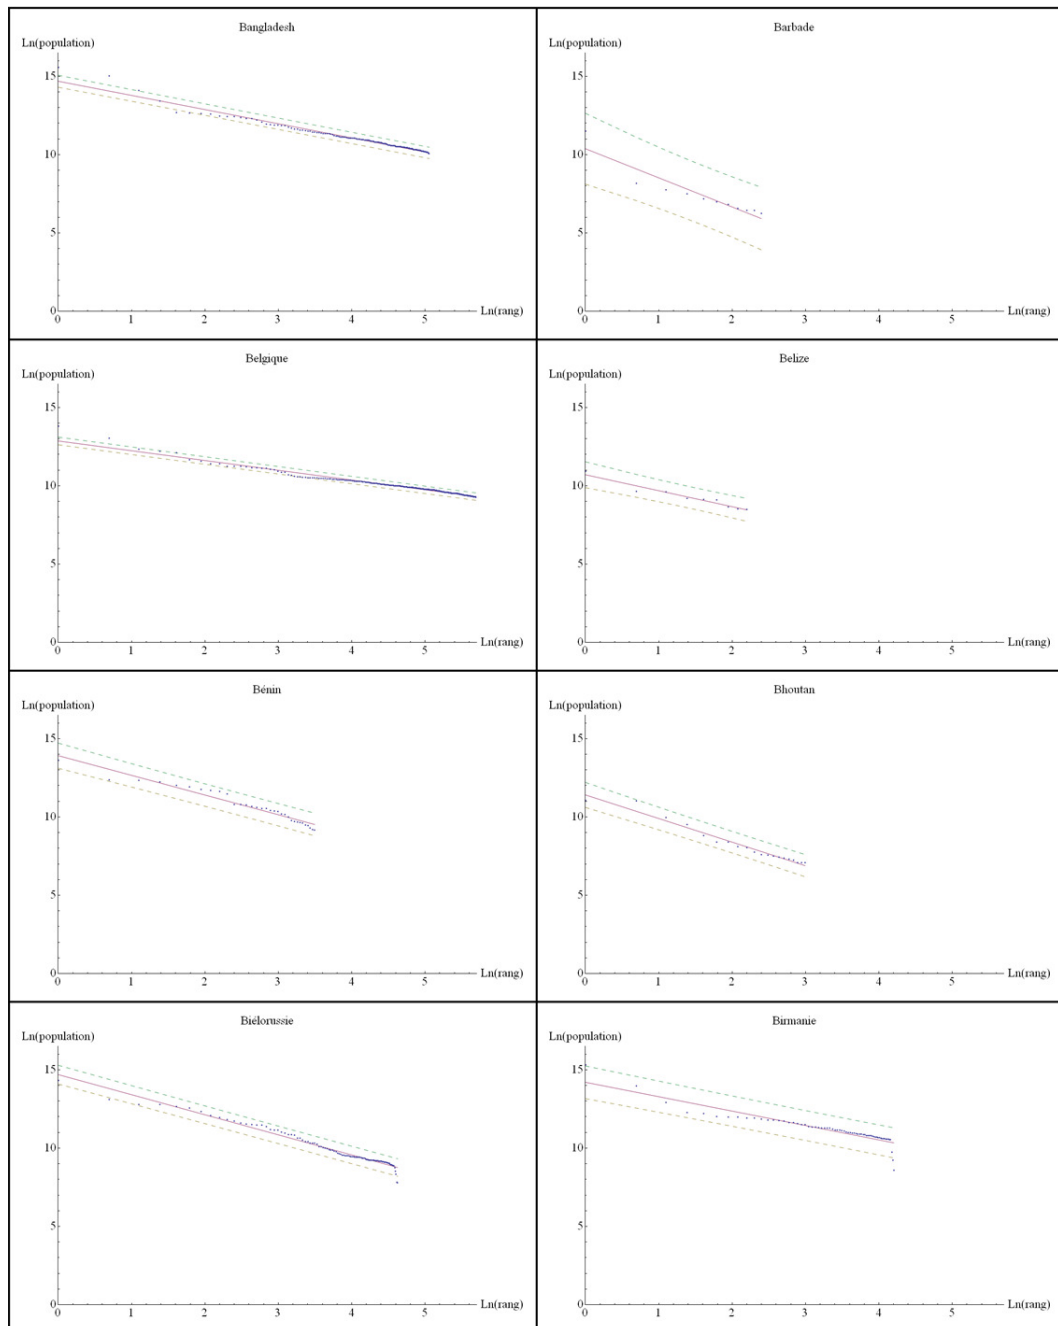 Bangladesh
Ln(population)
15
10
5
0
0 1 2 3 4 5 Ln(rang)
Barbade
Ln(population)
15
10
5
0
0 1 2 3 4 5 Ln(rang)
Belgique
Ln(population)
15
10
5
0
0 1 2 3 4 5 Ln(rang)
Belize
Ln(population)
15
10
5
0
0 1 2 3 4 5 Ln(rang)
Bénin
Ln(population)
15
10
5
0
0 1 2 3 4 5 Ln(rang)
Bhoutan
Ln(population)
15
10
5
0
0 1 2 3 4 5 Ln(rang)
Biélorussie
Ln(population)
15
10
5
0
0 1 2 3 4 5 Ln(rang)
Birmanie
Ln(population)
15
10
5
0
0 1 2 3 4 5 Ln(rang)